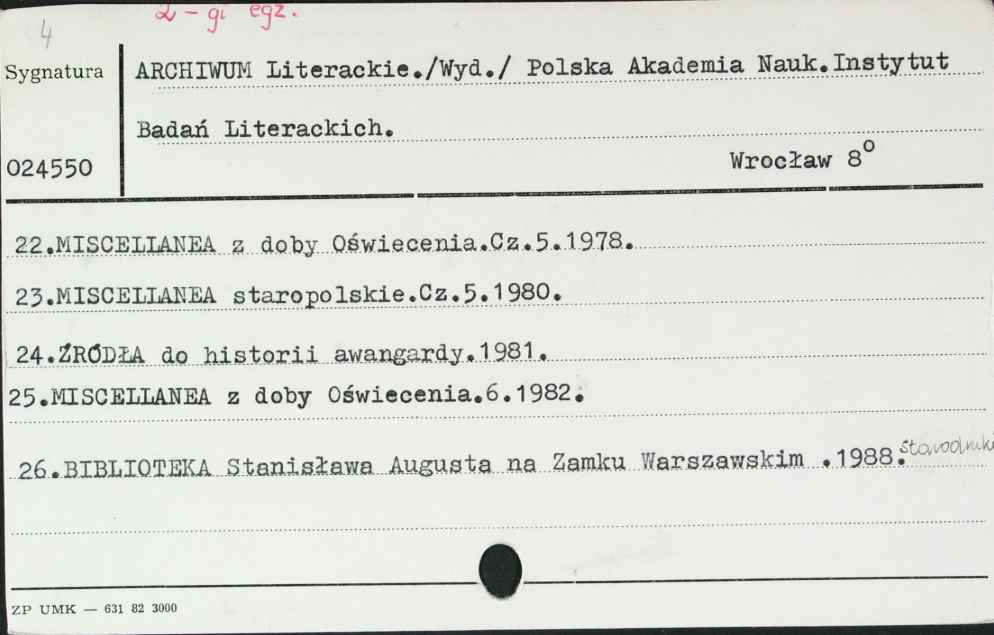 2-gi egz.
4
Sygnatura
ARCHIWUM Literackie./Wyd./ Polska Akademia Nauk.Instytut
Badań Literackich.
024550
Wrocław 8°
22.MISCELLANEA z doby Oświecenia.Cz.5.1978.
23.MISCELLANEA staropolskie.Cz.5.1980.
24.ŹRÓDŁA do historii awangardy.1981.
25.MISCELLANEA z doby Oświecenia.6.1982.
26.BIBLIOTEKA Stanisława Augusta na Zamku Warszawskim .1988.
ZP UMK — 631 82 3000